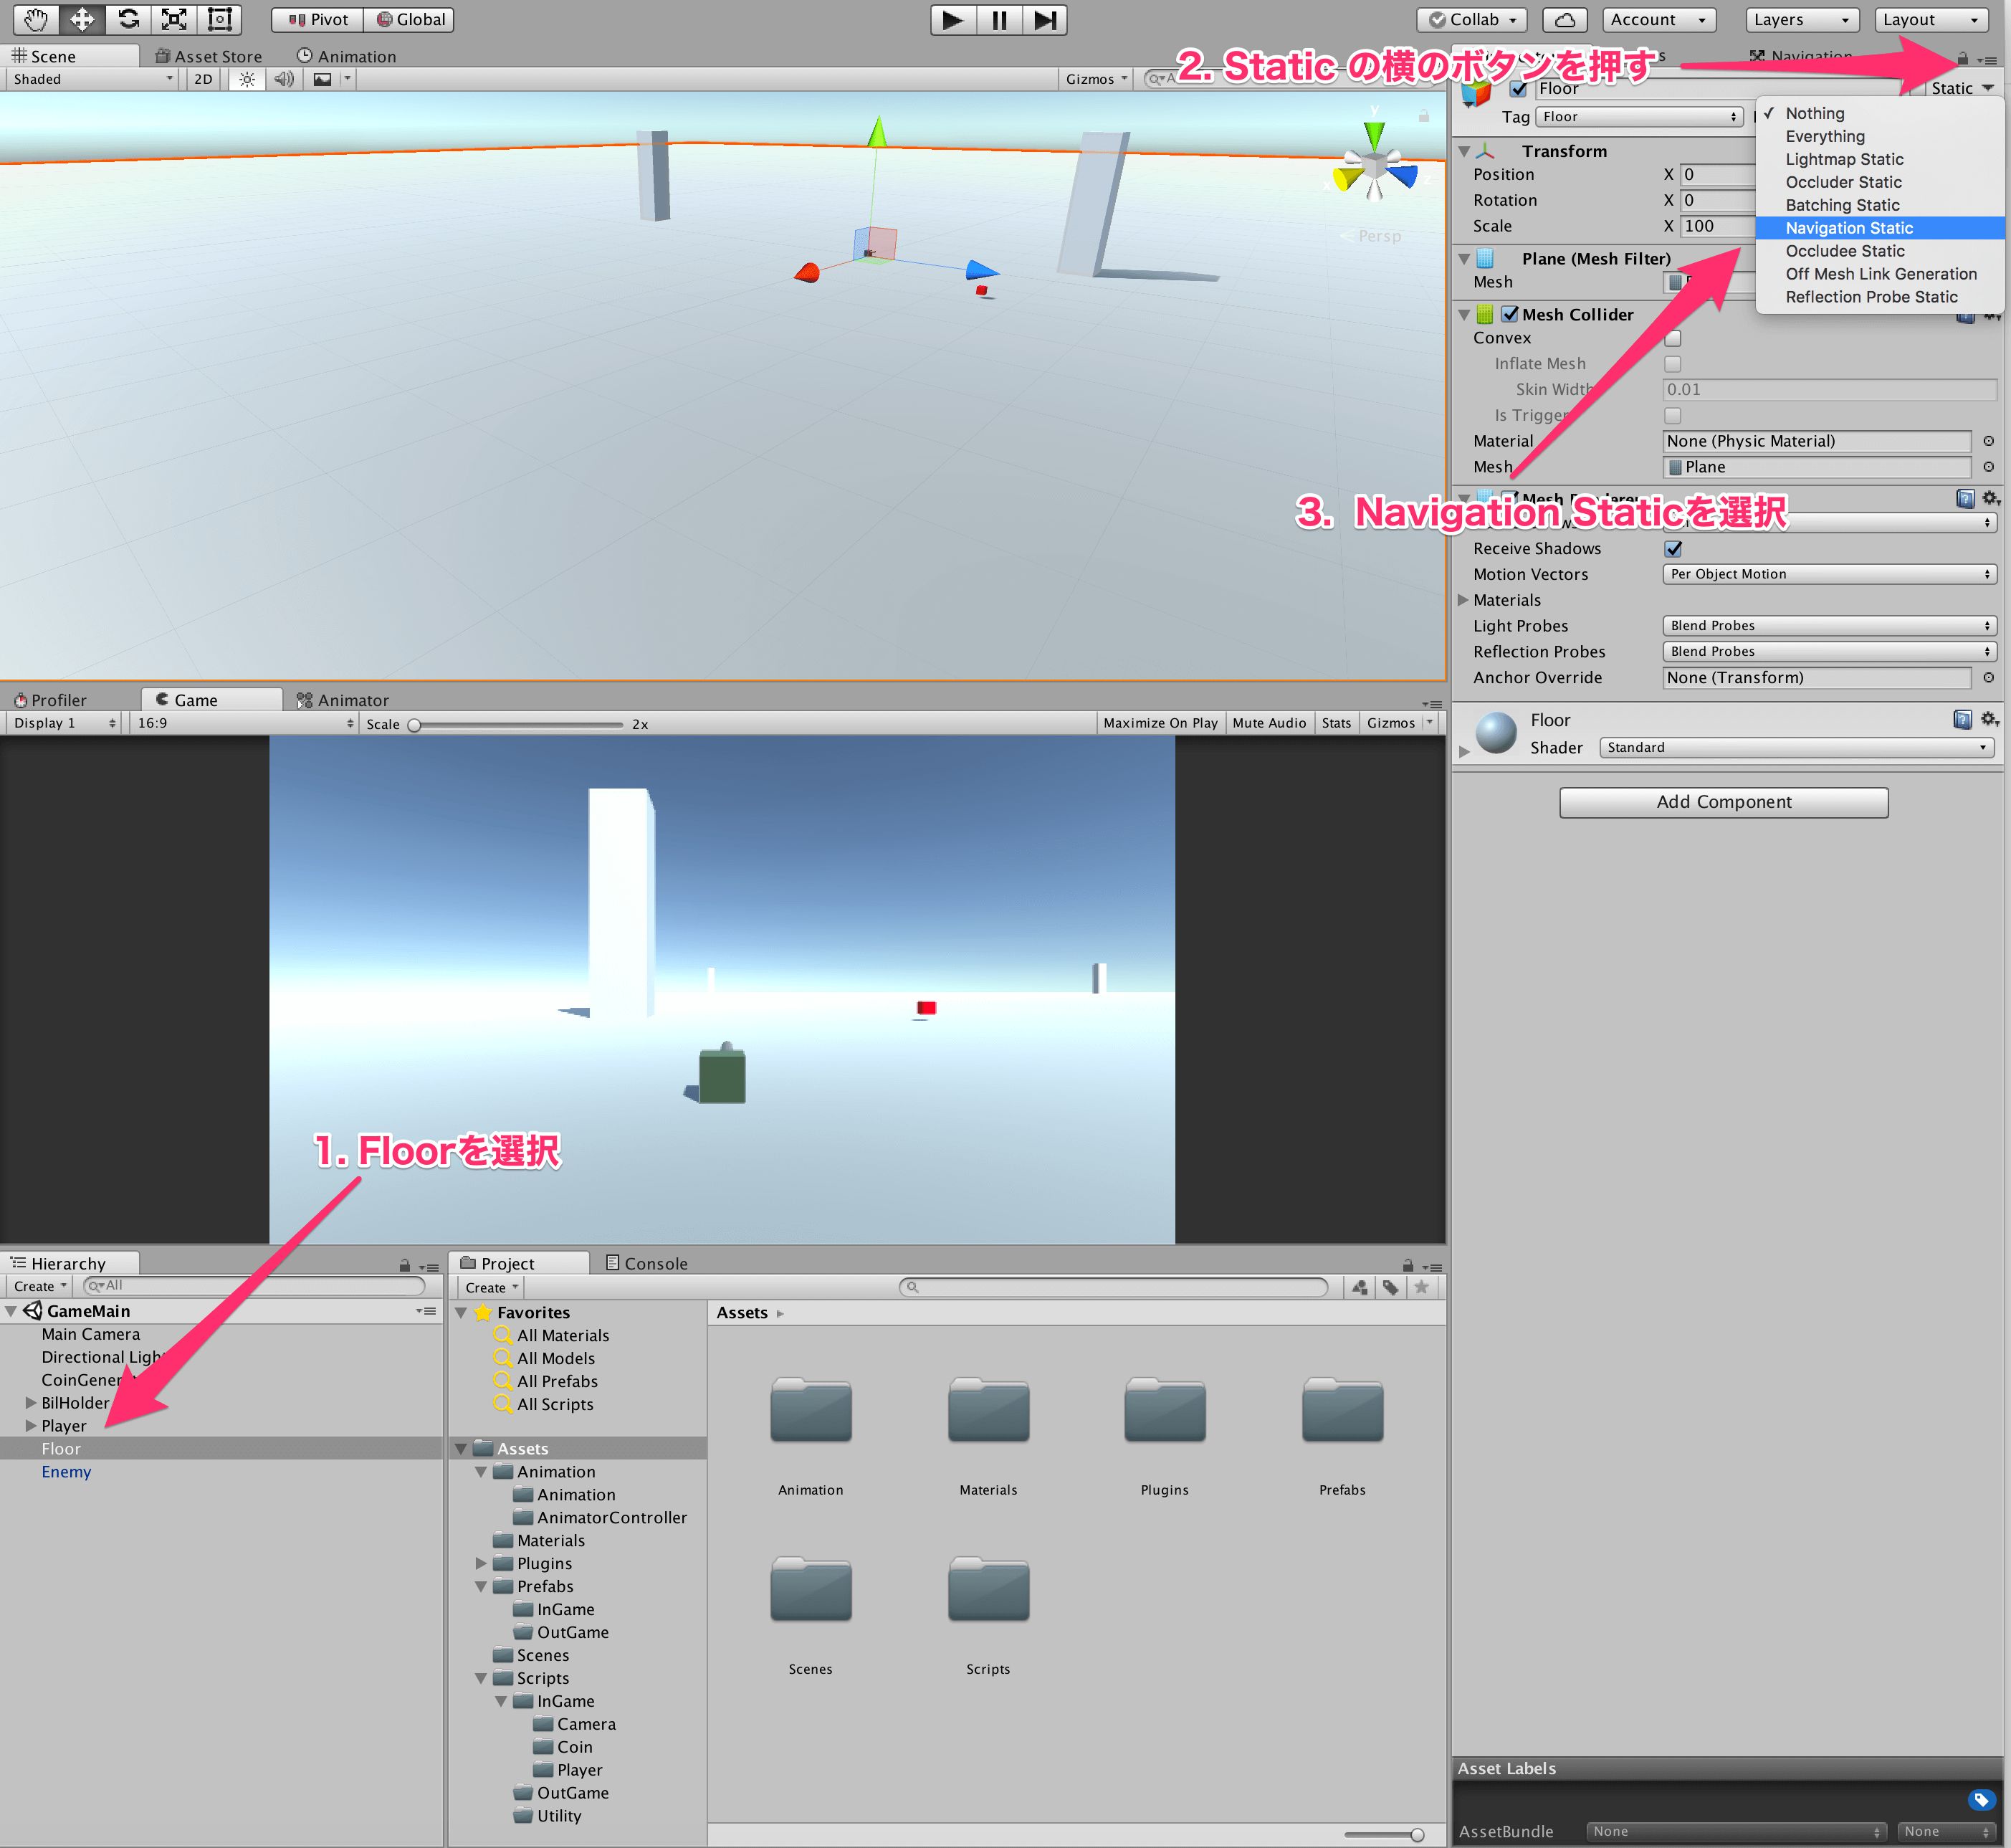 Pivot Global Collab Account Layers Layout
Scene Asset Store Animation
2. Static の横のボタンを押す
Navigation
Shaded 2D Gizmos
Floor Static
Tag Floor
Nothing
Everything
Lightmap Static
Occluder Static
Batching Static
Navigation Static
Occludee Static
Off Mesh Link Generation
Reflection Probe Static
Transform
Position X 0
Rotation X 0
Scale X 100
Y
X
Z
Persp
Plane (Mesh Filter)
Mesh
Mesh Collider
Convex
Inflate Mesh
Skin Width 0.01
Is Trigger
Material None (Physic Material)
Mesh Plane
3. Navigation Staticを選択
Receive Shadows
Motion Vectors Per Object Motion
Materials
Light Probes Blend Probes
Reflection Probes Blend Probes
Anchor Override None (Transform)
Floor
Shader Standard
Add Component
Profiler Game Animator
Display 1 16:9 Scale 2x Maximize On Play Mute Audio Stats Gizmos
1. Floorを選択
Hierarchy
Create All
GameMain
Main Camera
Directional Light
CoinGener
BilHolder
Player
Floor
Enemy
Project Console
Create
Favorites
All Materials
All Models
All Prefabs
All Scripts
Assets
Animation
Animation
AnimatorController
Materials
Plugins
Prefabs
InGame
OutGame
Scenes
Scripts
InGame
Camera
Coin
Player
OutGame
Utility
Assets
Animation Materials Plugins Prefabs
Scenes Scripts
Asset Labels
AssetBundle None None